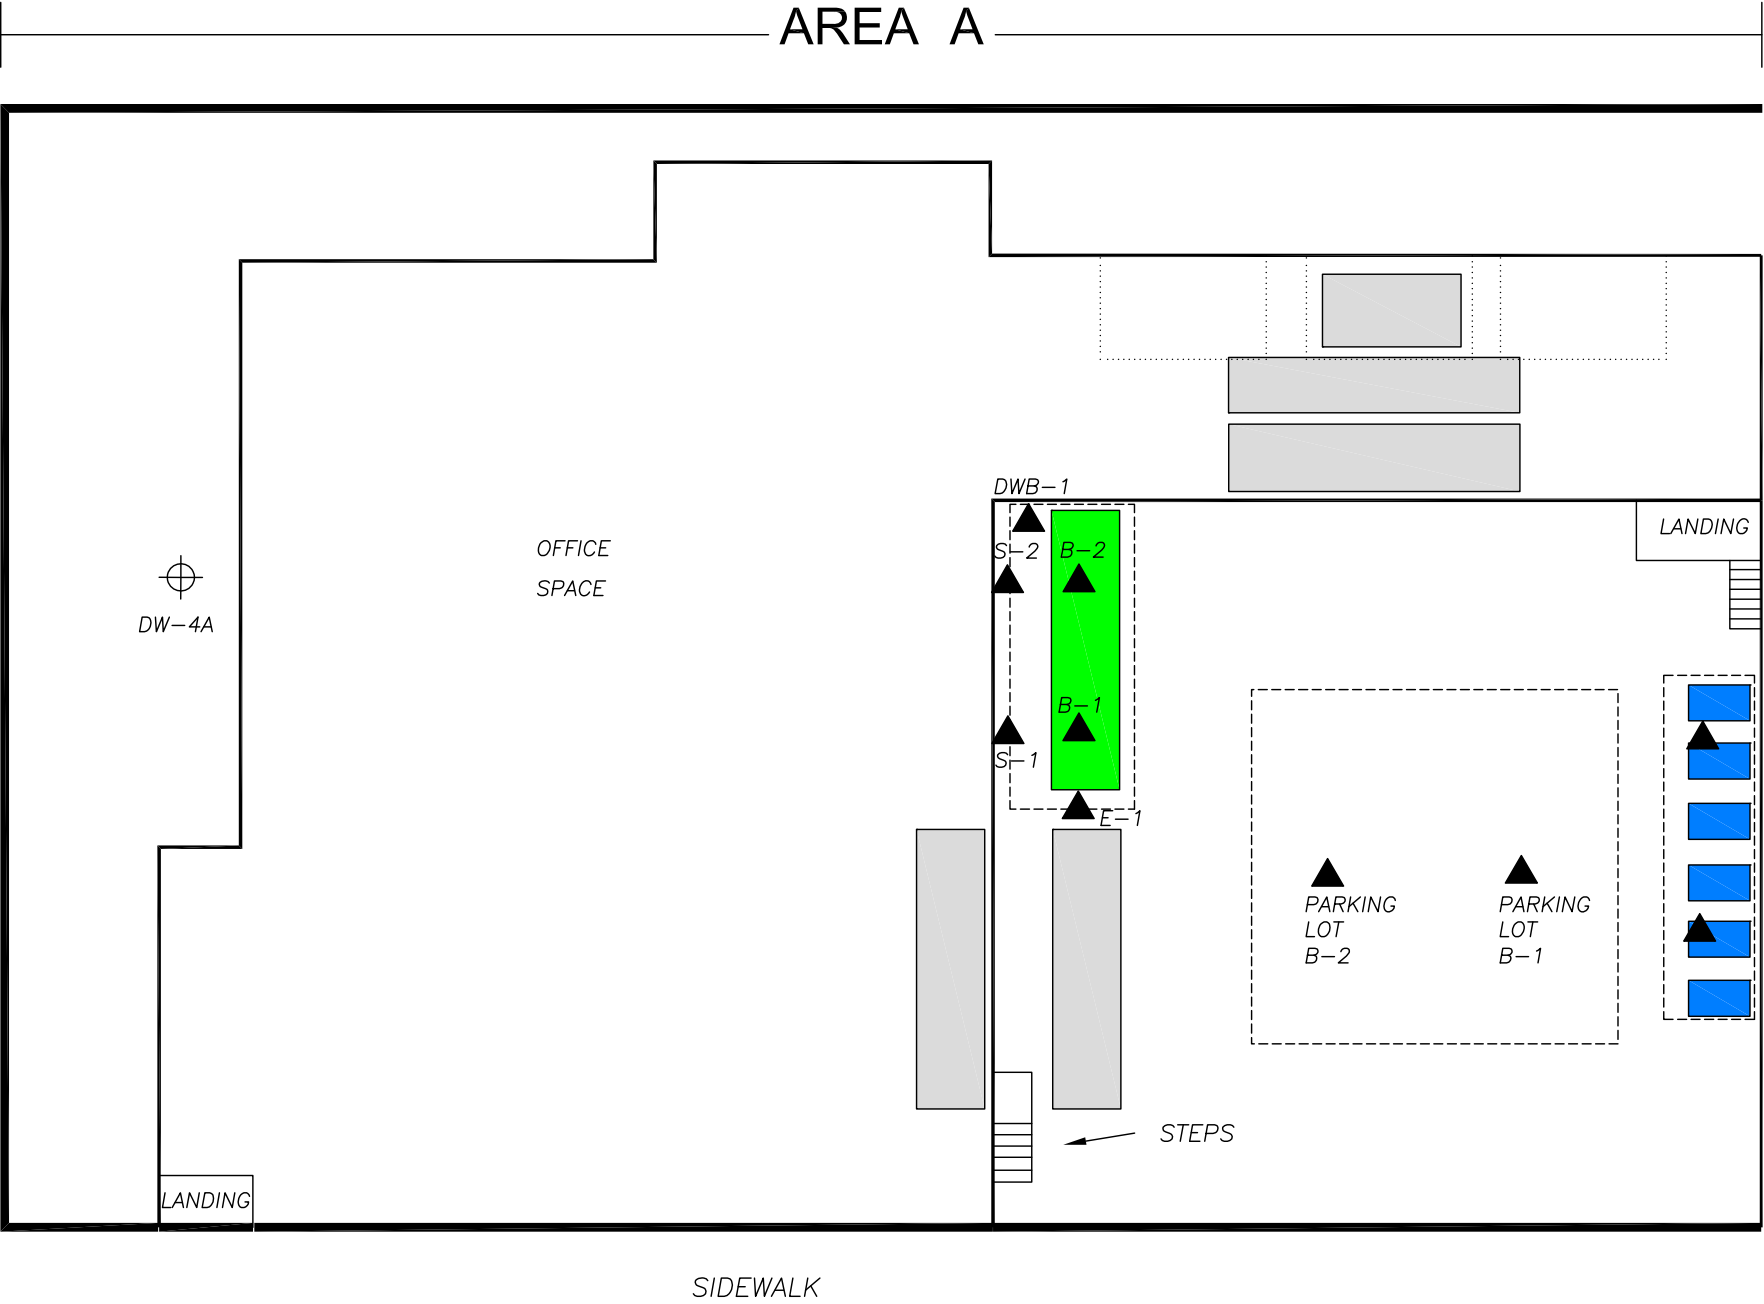 AREA A
DWB-1
LANDING
OFFICE
SPACE
S-2
B-2
DW-4A
B-1
S-1
E-1
PARKING
LOT
B-2
PARKING
LOT
B-1
STEPS
LANDING
SIDEWALK